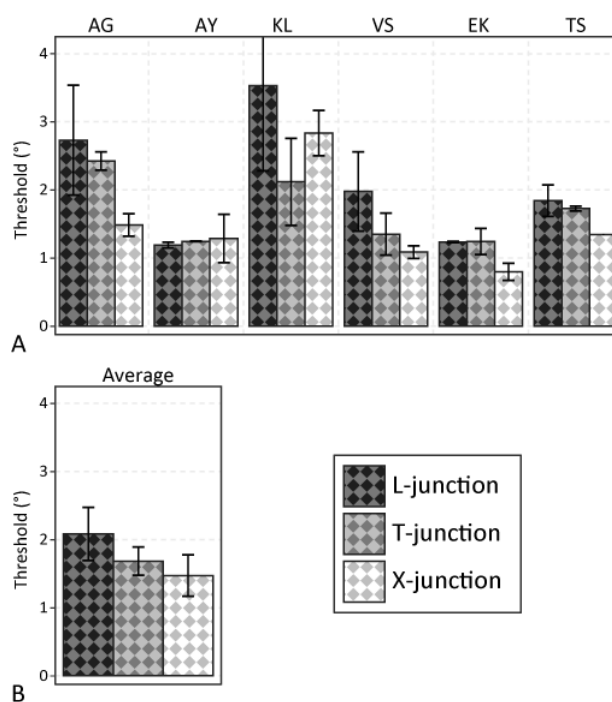 AG AY KL VS EK TS
4
3
2
1
0
Threshold (°)
A
Average
4
3
2
1
0
Threshold (°)
B
L-junction
T-junction
X-junction